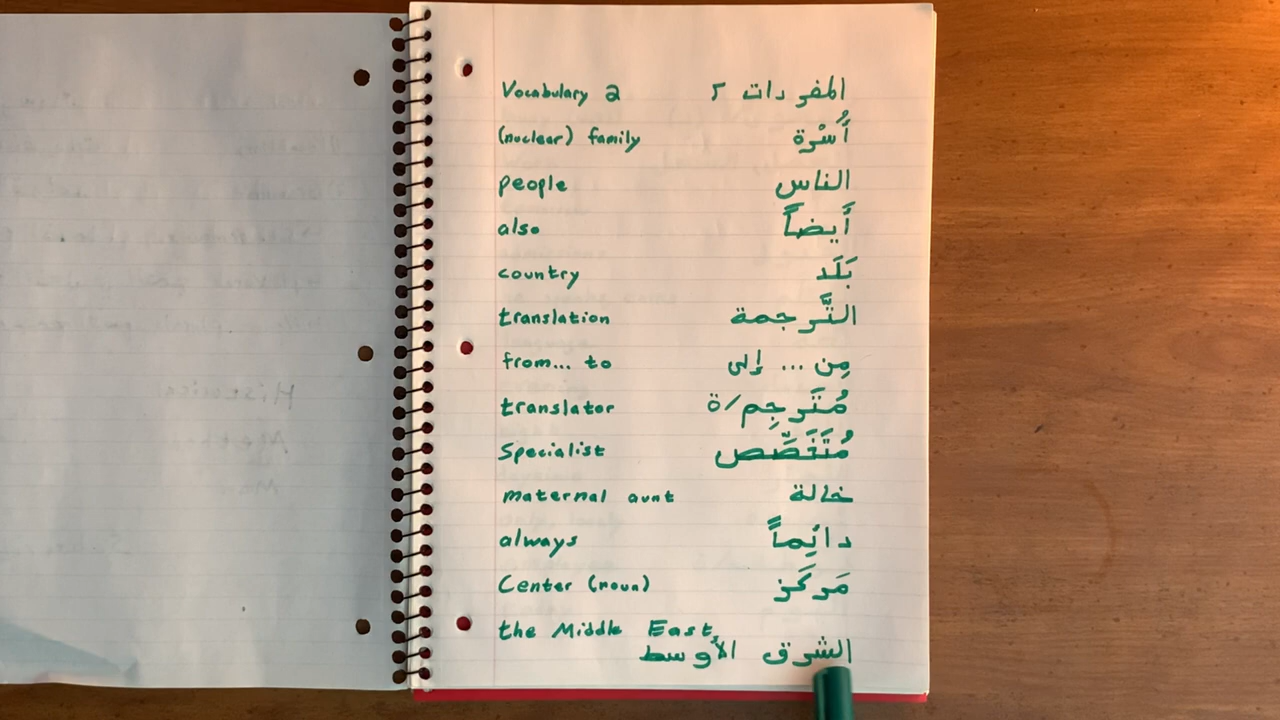 Vocabulary 2 المفردات ٢
(nuclear) family أُسْرة
people الناس
also أَيضاً
country بَلَد
translation التَّرجمة
from... to مِن ... إلى
translator مُتَرجِم/ة
Specialist مُتَخَصِّص
maternal aunt خالة
always دائِماً
Center (noun) مَركَز
the Middle East
الشرق الأوسط